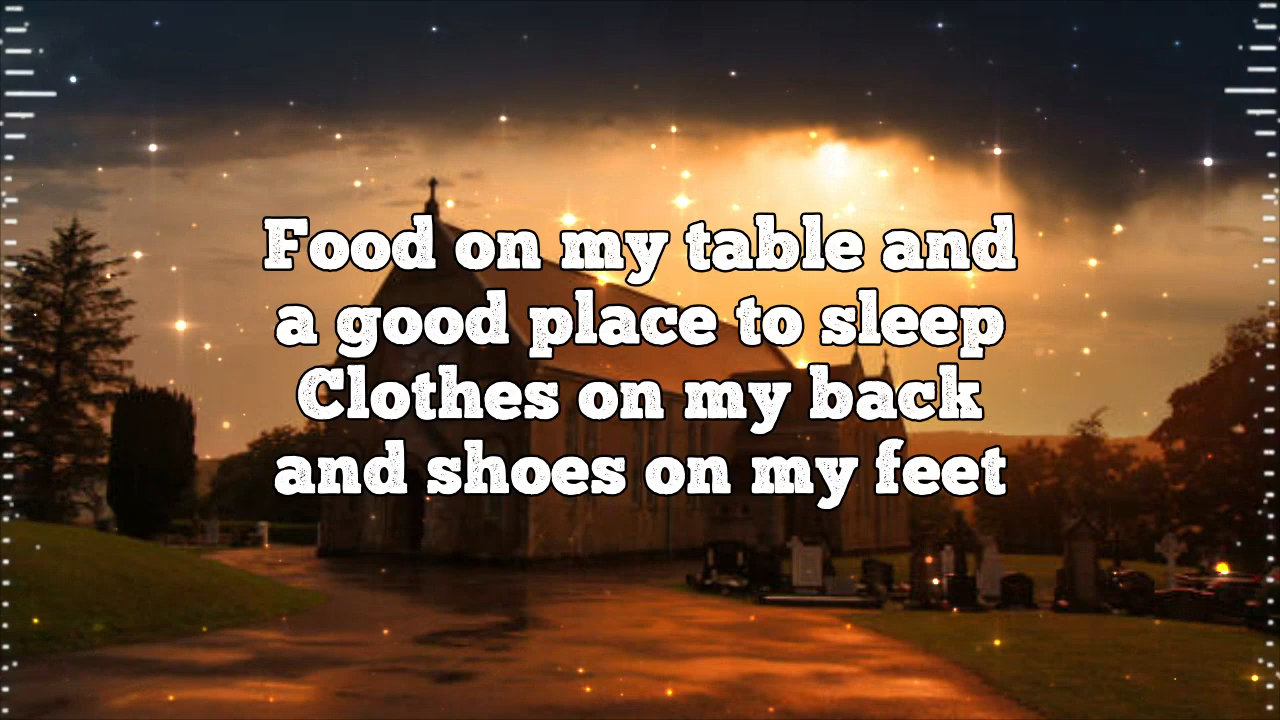 Food on my table and
a good place to sleep
Clothes on my back
and shoes on my feet